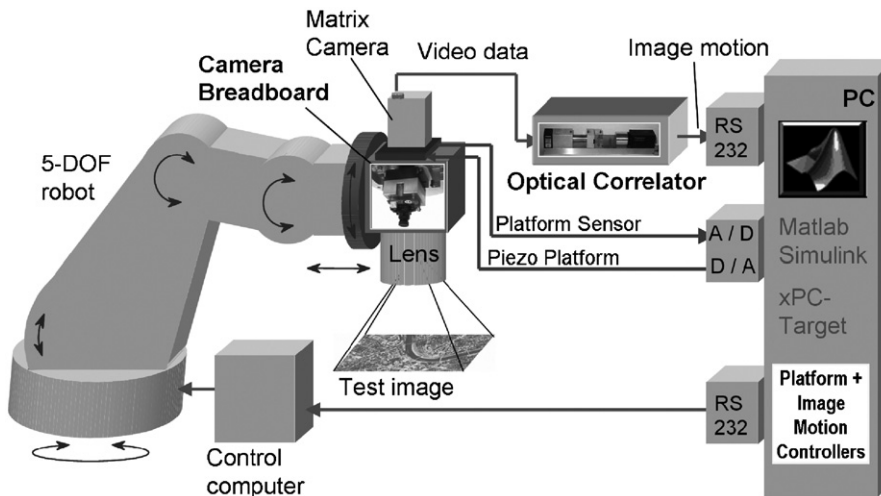 Matrix
Camera
Video data
Image motion
Camera
Breadboard
PC
RS
232
5-DOF
robot
Optical Correlator
Platform Sensor
A / D
Matlab
Simulink
Lens
Piezo Platform
D / A
xPC-
Target
Test image
Platform +
Image
Motion
Controllers
RS
232
Control
computer